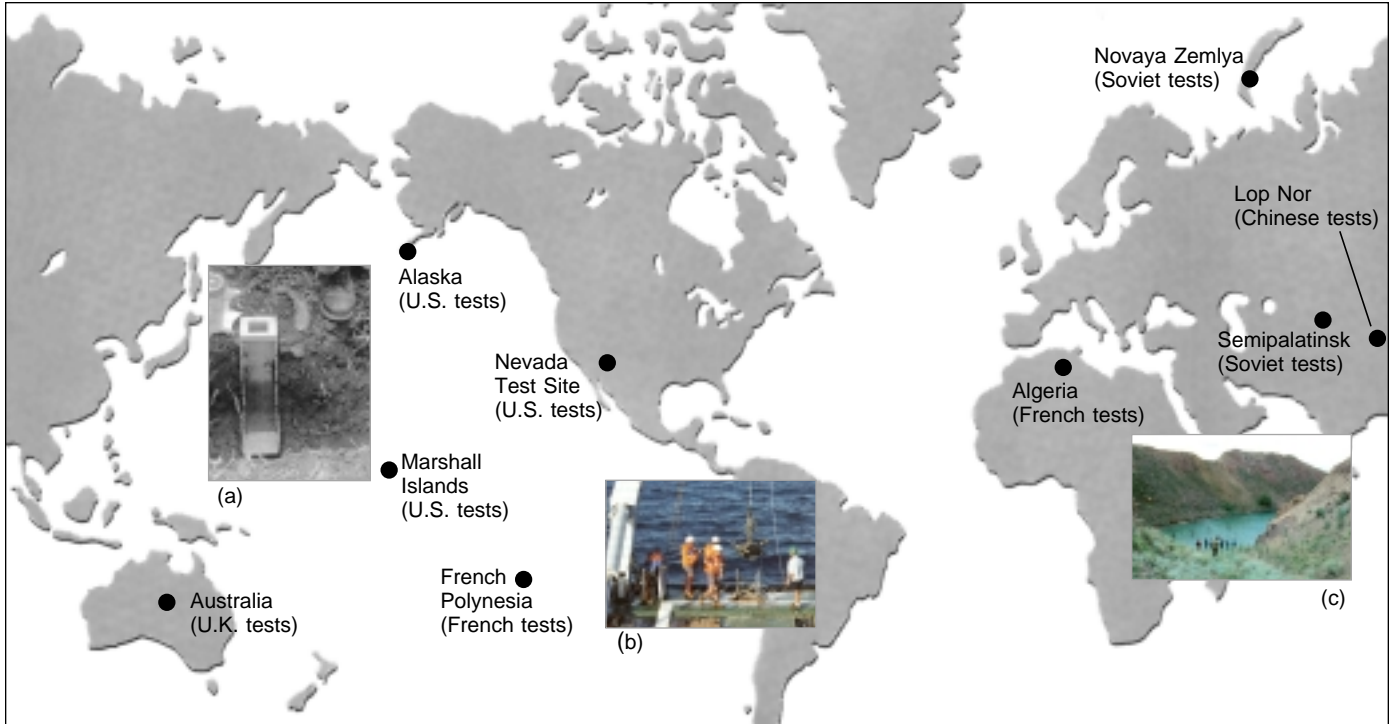 Novaya Zemlya
(Soviet tests)
Lop Nor
(Chinese tests)
Alaska
(U.S. tests)
Semipalatinsk
(Soviet tests)
Nevada
Test Site
(U.S. tests)
Algeria
(French tests)
Marshall
Islands
(U.S. tests)
(a)
French
Polynesia
(French tests)
Australia
(U.K. tests)
(b)
(c)